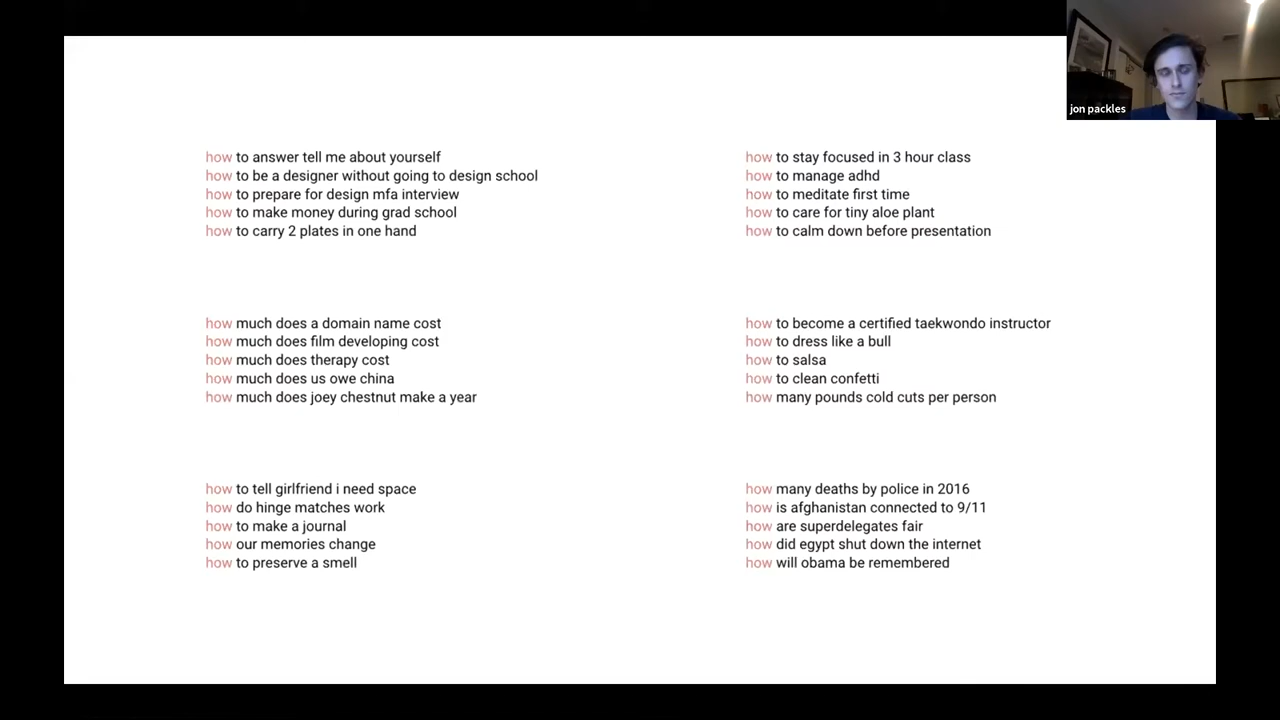 how to answer tell me about yourself
how to be a designer without going to design school
how to prepare for design mfa interview
how to make money during grad school
how to carry 2 plates in one hand
how much does a domain name cost
how much does film developing cost
how much does therapy cost
how much does us owe china
how much does joey chestnut make a year
how to tell girlfriend i need space
how do hinge matches work
how to make a journal
how our memories change
how to preserve a smell
how to stay focused in 3 hour class
how to manage adhd
how to meditate first time
how to care for tiny aloe plant
how to calm down before presentation
how to become a certified taekwondo instructor
how to dress like a bull
how to salsa
how to clean confetti
how many pounds cold cuts per person
how many deaths by police in 2016
how is afghanistan connected to 9/11
how are superdelegates fair
how did egypt shut down the internet
how will obama be remembered
jon packles